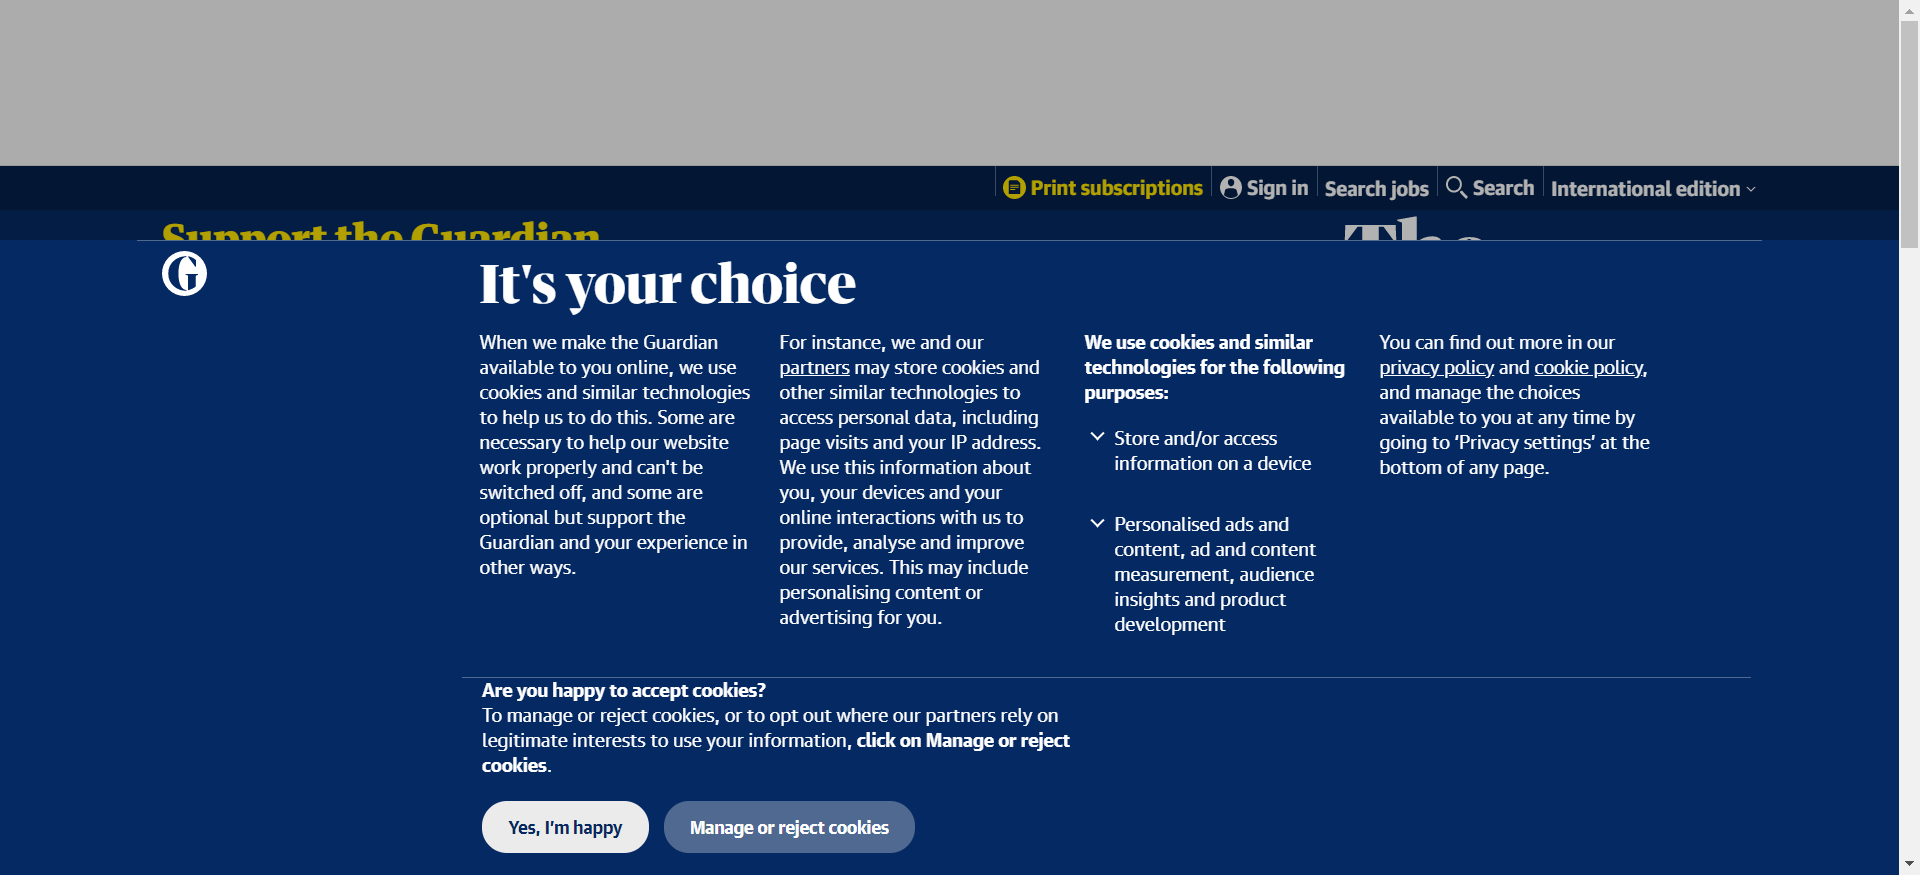 Print subscriptions
Sign in
Search jobs
Search
International edition
Support the Guardian
The
It's your choice
When we make the Guardian
available to you online, we use
cookies and similar technologies
to help us to do this. Some are
necessary to help our website
work properly and can't be
switched off, and some are
optional but support the
Guardian and your experience in
other ways.
For instance, we and our
partners may store cookies and
other similar technologies to
access personal data, including
page visits and your IP address.
We use this information about
you, your devices and your
online interactions with us to
provide, analyse and improve
our services. This may include
personalising content or
advertising for you.
We use cookies and similar
technologies for the following
purposes:
Store and/or access
information on a device
Personalised ads and
content, ad and content
measurement, audience
insights and product
development
You can find out more in our
privacy policy and cookie policy,
and manage the choices
available to you at any time by
going to ‘Privacy settings’ at the
bottom of any page.
Are you happy to accept cookies?
To manage or reject cookies, or to opt out where our partners rely on
legitimate interests to use your information, click on Manage or reject
cookies.
Yes, I’m happy
Manage or reject cookies